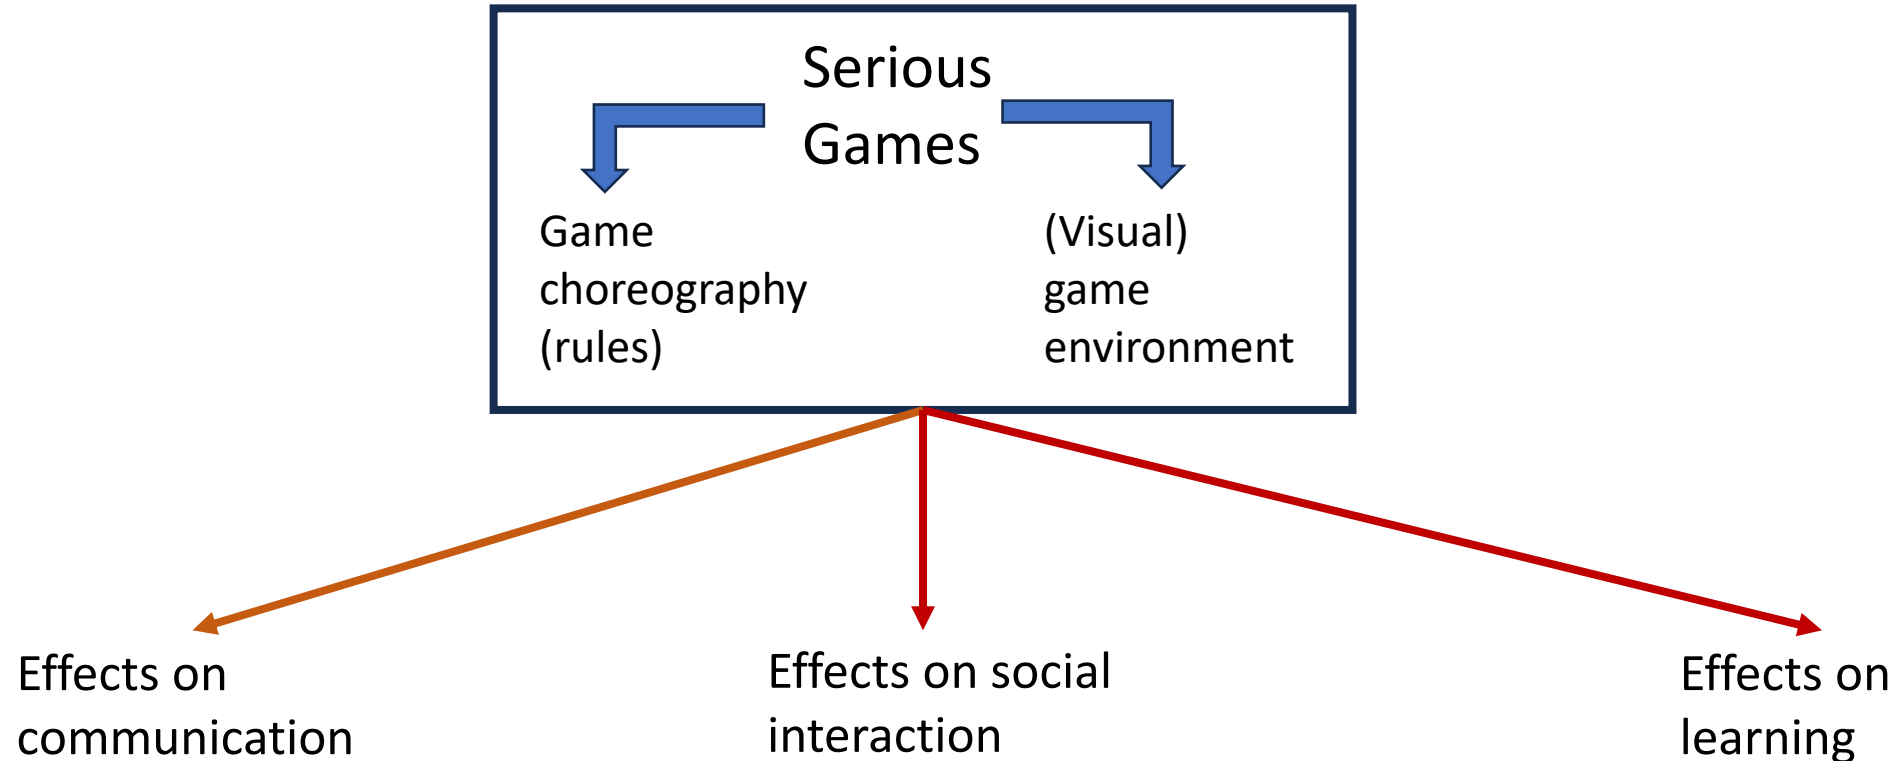 Serious
Games
Game
choreography
(rules)
(Visual)
game
environment
Effects on
communication
Effects on social
interaction
Effects on
learning